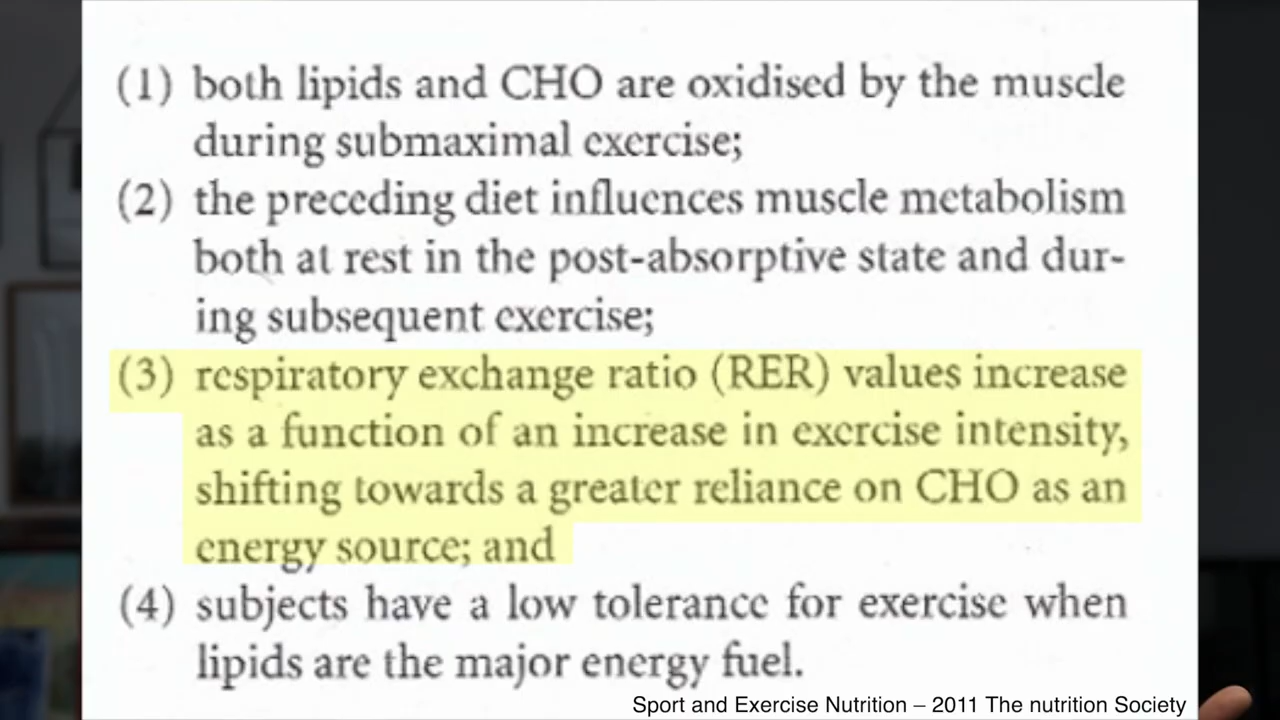 (1) both lipids and CHO are oxidised by the muscle
during submaximal exercise;
(2) the preceding diet influences muscle metabolism
both at rest in the post-absorptive state and dur-
ing subsequent exercise;
(3) respiratory exchange ratio (RER) values increase
as a function of an increase in exercise intensity,
shifting towards a greater reliance on CHO as an
energy source; and
(4) subjects have a low tolerance for exercise when
lipids are the major energy fuel.
Sport and Exercise Nutrition – 2011 The nutrition Society